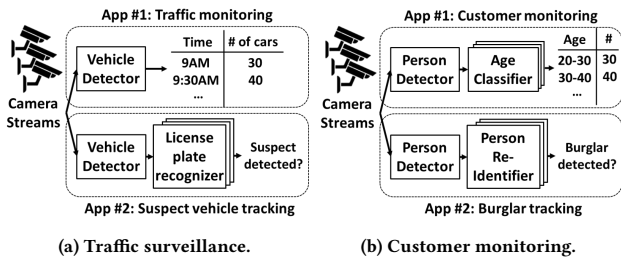 App #1: Traffic monitoring
Vehicle
Detector
Time # of cars
9AM 30
9:30AM 40
...
Camera
Streams
Vehicle
Detector
License
plate
recognizer
Suspect
detected?
App #2: Suspect vehicle tracking
(a) Traffic surveillance.
App #1: Customer monitoring
Person
Detector
Age
Classifier
Age #
20-30 30
30-40 40
...
Camera
Streams
Person
Detector
Person
Re-
Identifier
Burglar
detected?
App #2: Burglar tracking
(b) Customer monitoring.